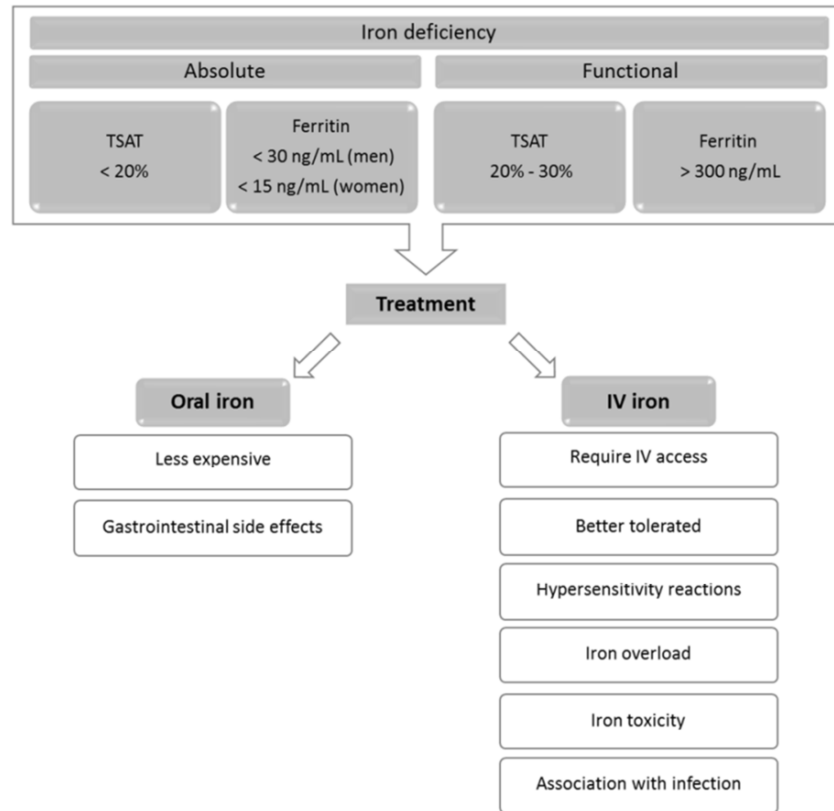 Iron deficiency
Absolute
Functional
TSAT
< 20%
Ferritin
< 30 ng/mL (men)
< 15 ng/mL (women)
TSAT
20% - 30%
Ferritin
> 300 ng/mL
Treatment
Oral iron
Less expensive
Gastrointestinal side effects
IV iron
Require IV access
Better tolerated
Hypersensitivity reactions
Iron overload
Iron toxicity
Association with infection